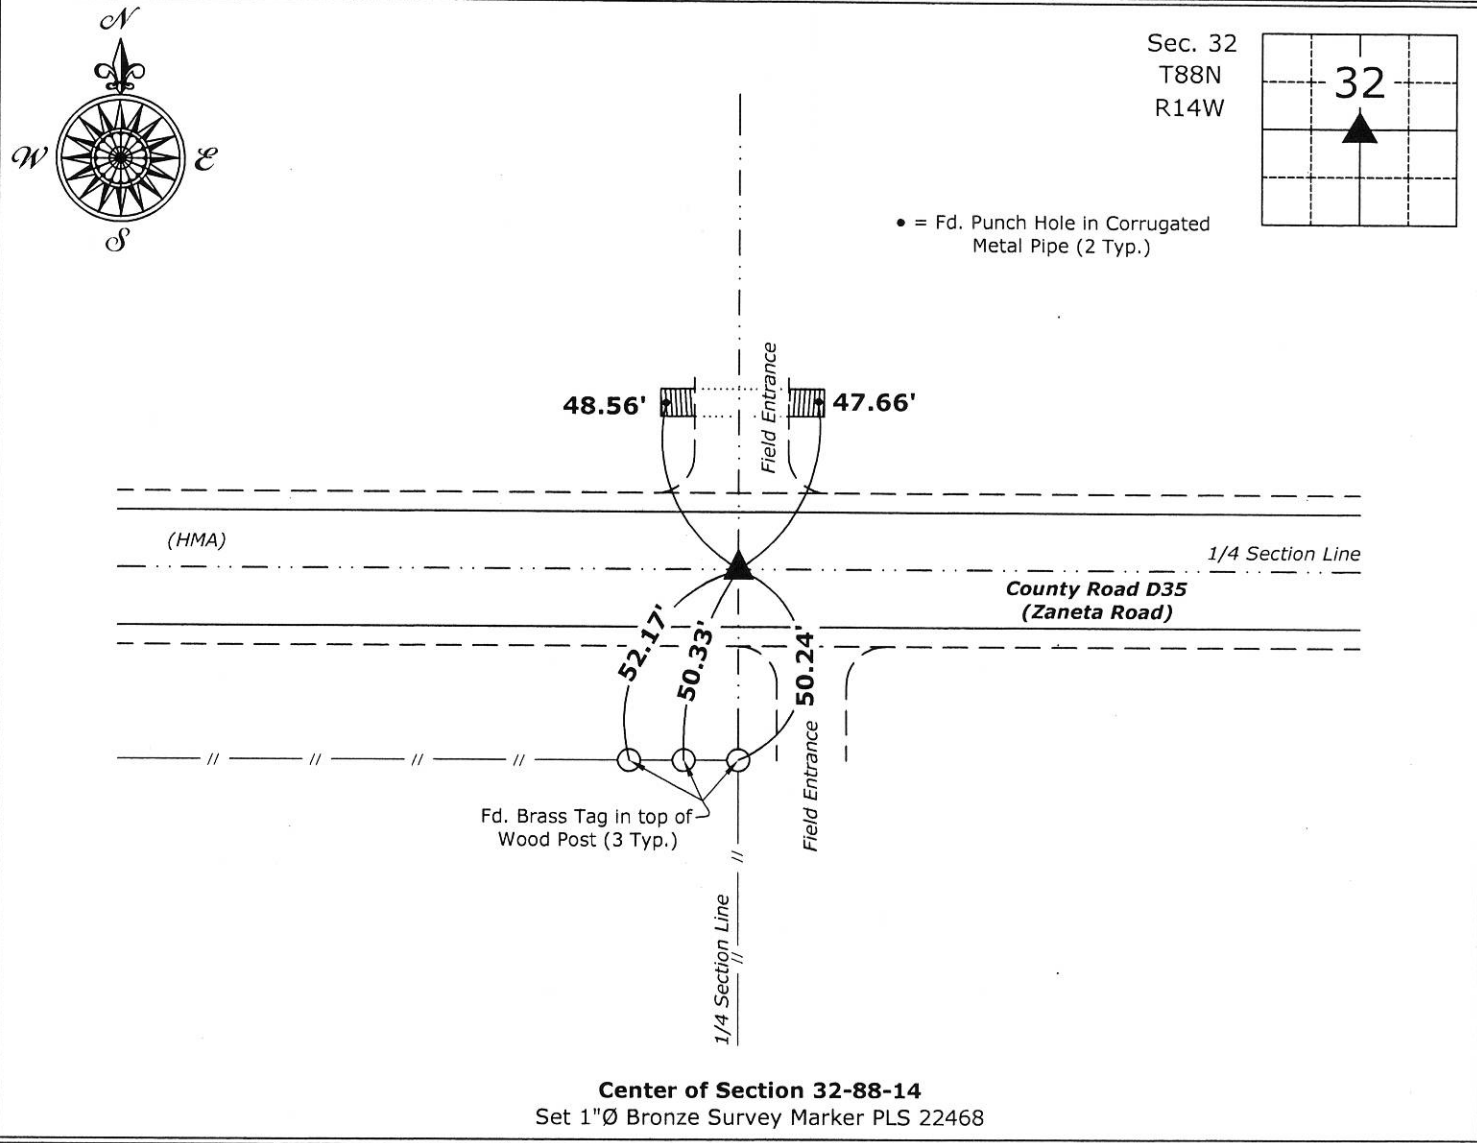 N
W
E
S
Sec. 32
T88N
R14W
32
• = Fd. Punch Hole in Corrugated
Metal Pipe (2 Typ.)
48.56'
Field Entrance
47.66'
(HMA)
1/4 Section Line
County Road D35
(Zaneta Road)
52.17'
50.33'
50.24'
Field Entrance
Fd. Brass Tag in top of
Wood Post (3 Typ.)
1/4 Section Line
Center of Section 32-88-14
Set 1"Ø Bronze Survey Marker PLS 22468